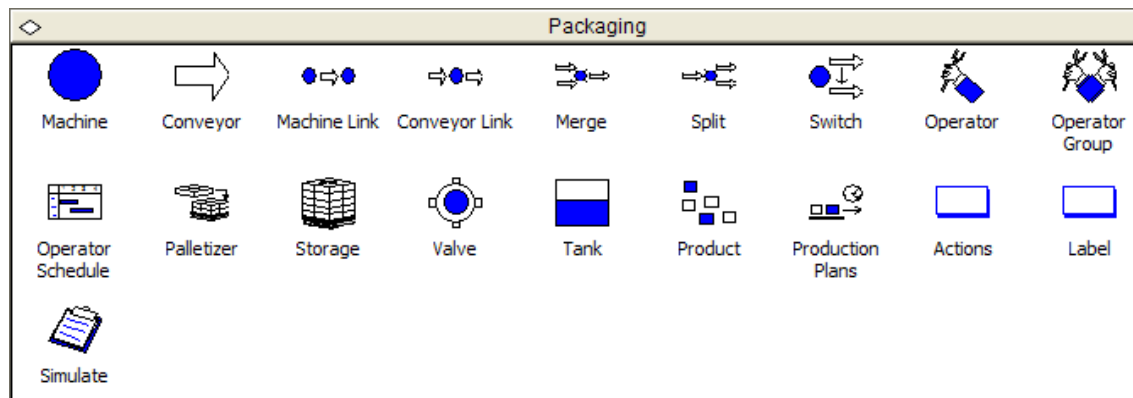 Packaging
Machine
Conveyor
Machine Link
Conveyor Link
Merge
Split
Switch
Operator
Operator
Group
Operator
Schedule
Palletizer
Storage
Valve
Tank
Product
Production
Plans
Actions
Label
Simulate